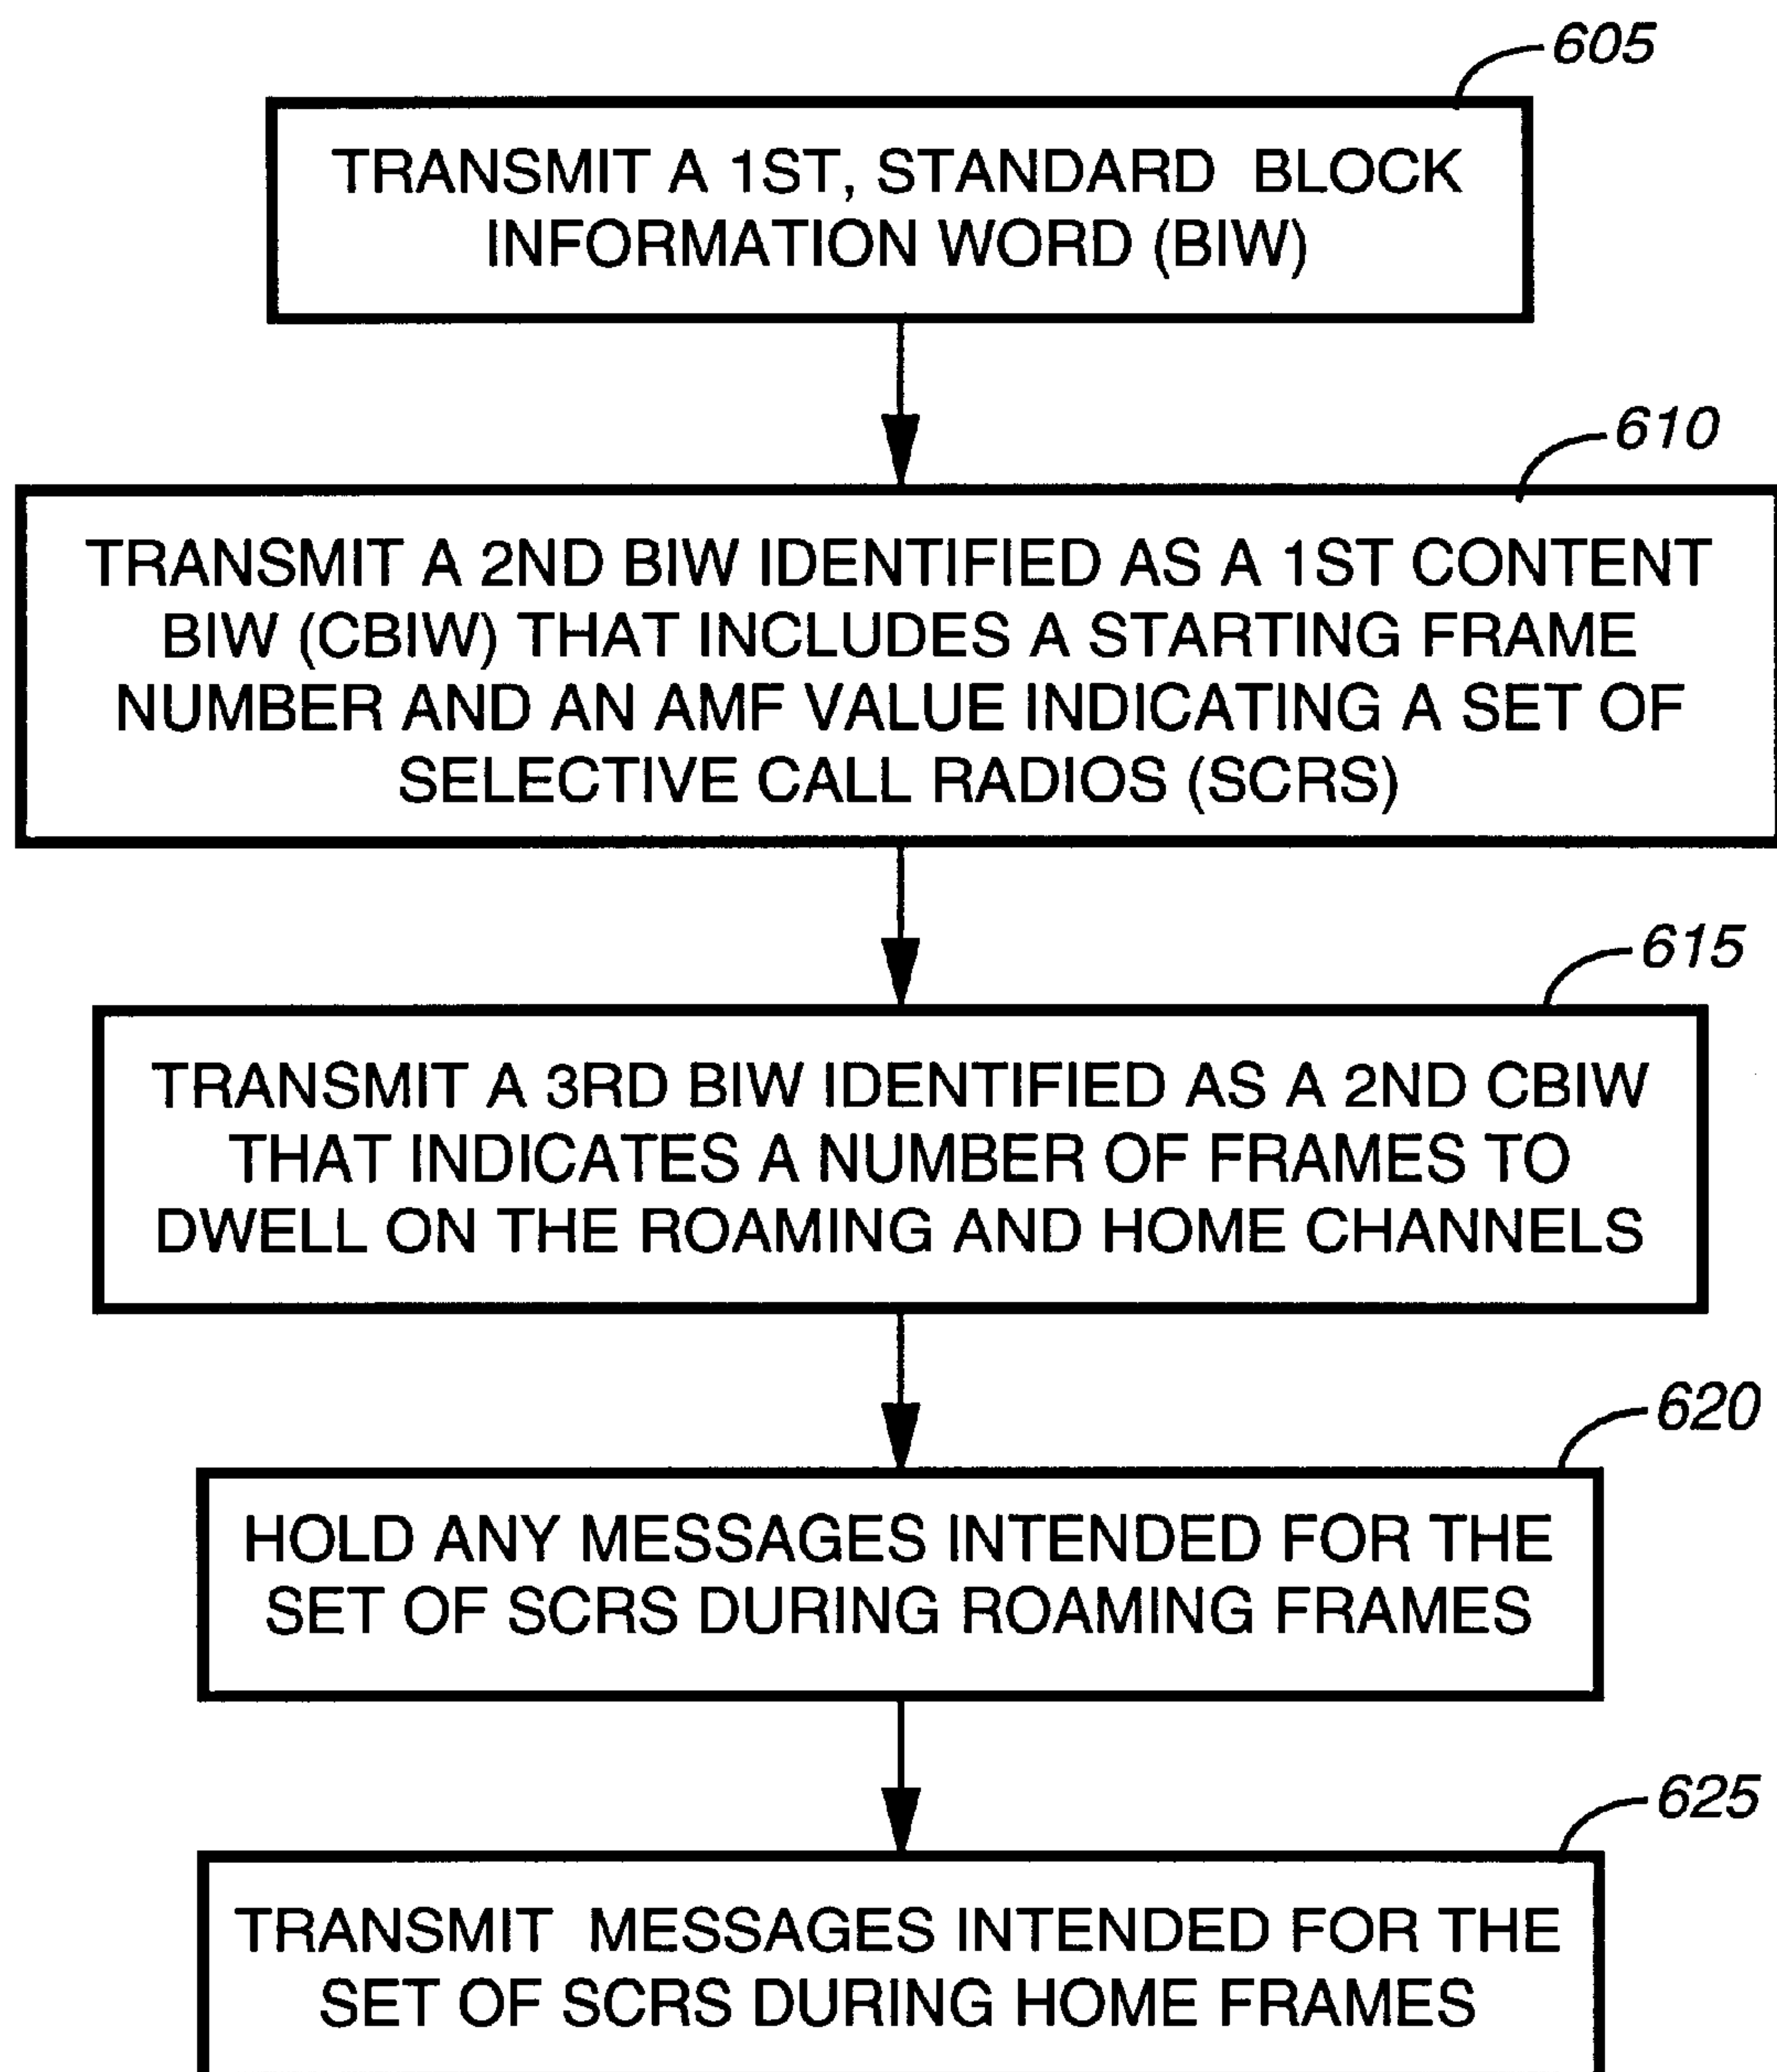 605
TRANSMIT A 1ST, STANDARD BLOCK
INFORMATION WORD (BIW)
610
TRANSMIT A 2ND BIW IDENTIFIED AS A 1ST CONTENT
BIW (CBIW) THAT INCLUDES A STARTING FRAME
NUMBER AND AN AMF VALUE INDICATING A SET OF
SELECTIVE CALL RADIOS (SCRS)
615
TRANSMIT A 3RD BIW IDENTIFIED AS A 2ND CBIW
THAT INDICATES A NUMBER OF FRAMES TO
DWELL ON THE ROAMING AND HOME CHANNELS
620
HOLD ANY MESSAGES INTENDED FOR THE
SET OF SCRS DURING ROAMING FRAMES
625
TRANSMIT MESSAGES INTENDED FOR THE
SET OF SCRS DURING HOME FRAMES